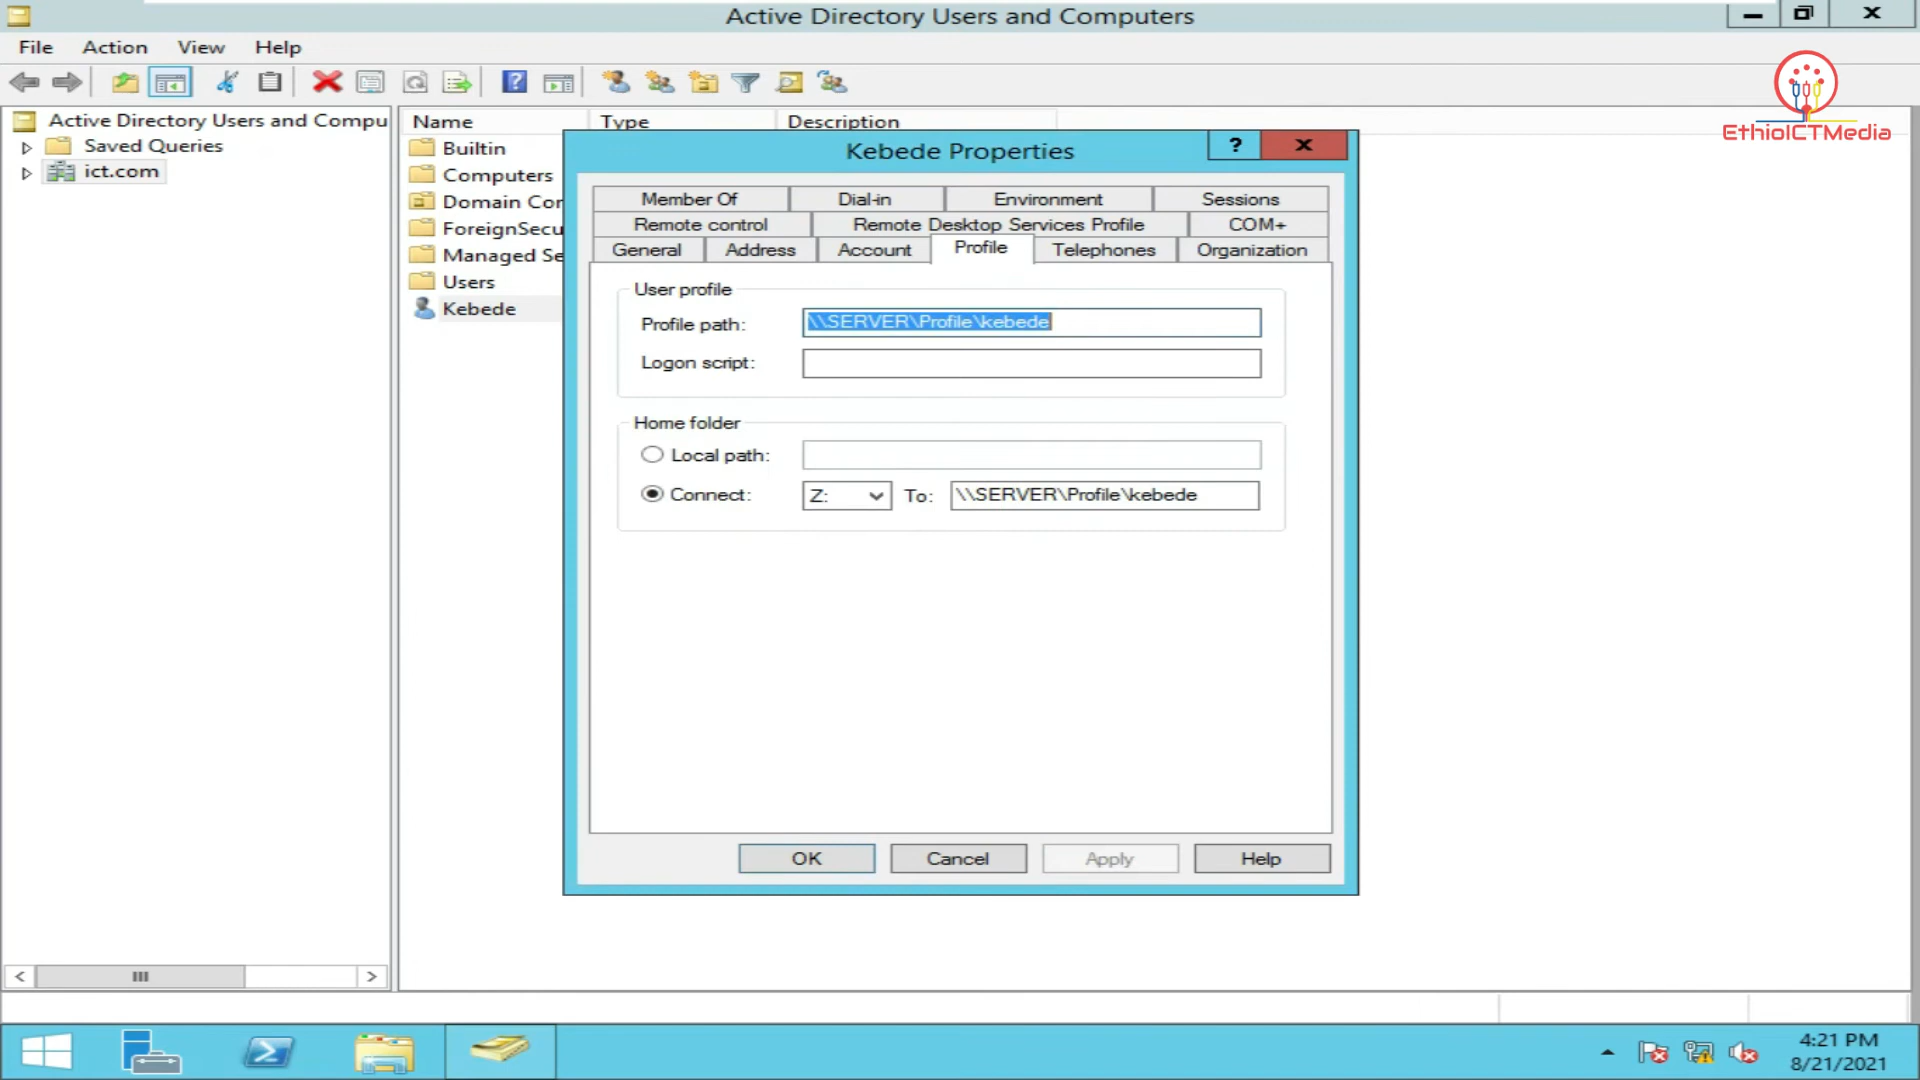 Active Directory Users and Computers
File Action View Help
EthioICTMedia
Active Directory Users and Compu
Saved Queries
ict.com
Name Type Description
Builtin
Computers
Domain Cor
ForeignSecu
Managed Se
Users
Kebede
Kebede Properties
?
Member Of Dial-in Environment Sessions
Remote control Remote Desktop Services Profile COM+
General Address Account Profile Telephones Organization
User profile
Profile path: \\SERVER\Profile\kebede
Logon script:
Home folder
Local path:
Connect: Z: To: \\SERVER\Profile\kebede
OK Cancel Apply Help
4:21 PM
8/21/2021